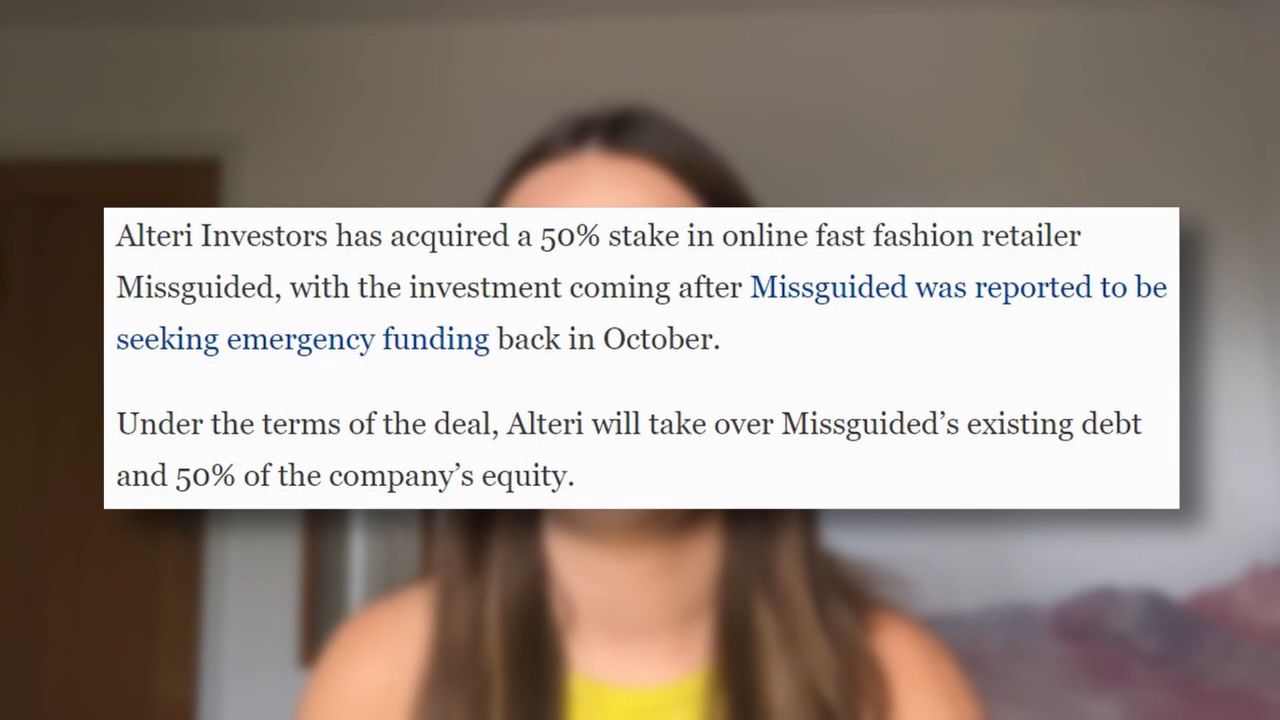 Alteri Investors has acquired a 50% stake in online fast fashion retailer
Missguided, with the investment coming after Missguided was reported to be
seeking emergency funding back in October.
Under the terms of the deal, Alteri will take over Missguided’s existing debt
and 50% of the company’s equity.